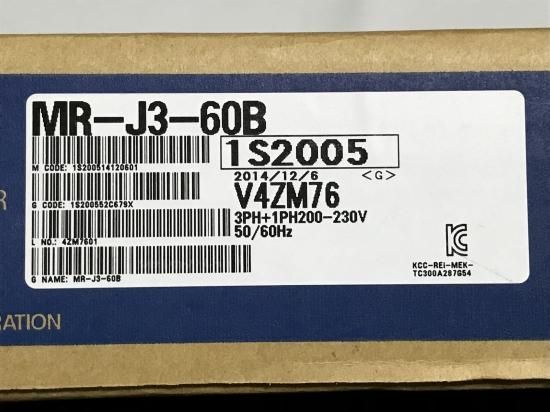 MR-J3-60B
1S2005
M CODE: 1S200514120601
2014/12/6 <G>
V4ZM76
G CODE: 1S200552C679X
3PH+1PH200-230V
50/60Hz
L NO.: 4ZM7601
G NAME: MR-J3-60B
KCC-REI-MEK-
TC300A287G54
R
RATION